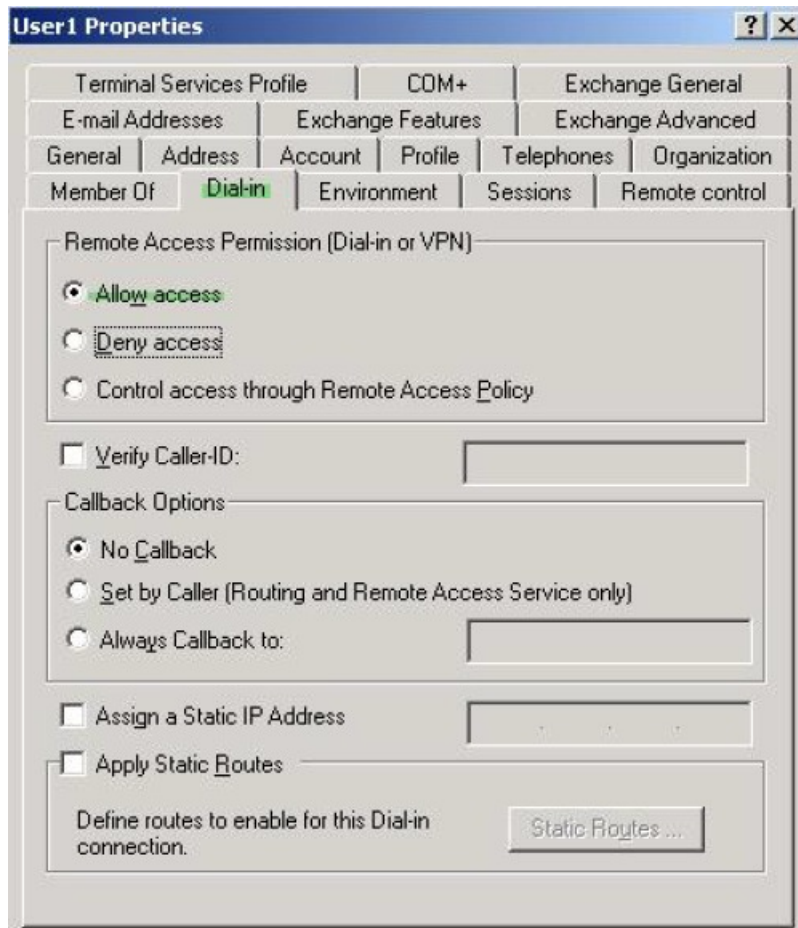 User1 Properties
Terminal Services Profile COM+ Exchange General
E-mail Addresses Exchange Features Exchange Advanced
General Address Account Profile Telephones Organization
Member Of Dial-in Environment Sessions Remote control
Remote Access Permission (Dial-in or VPN)
Allow access
Deny access
Control access through Remote Access Policy
Verify Caller-ID:
Callback Options
No Callback
Set by Caller (Routing and Remote Access Service only)
Always Callback to:
Assign a Static IP Address
Apply Static Routes
Define routes to enable for this Dial-in
connection.
Static Routes ...